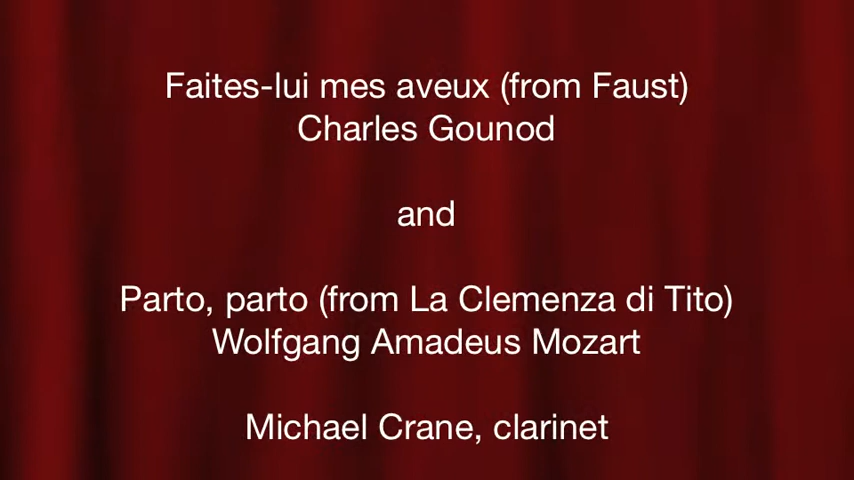 Faites-lui mes aveux (from Faust)
Charles Gounod
and
Parto, parto (from La Clemenza di Tito)
Wolfgang Amadeus Mozart
Michael Crane, clarinet